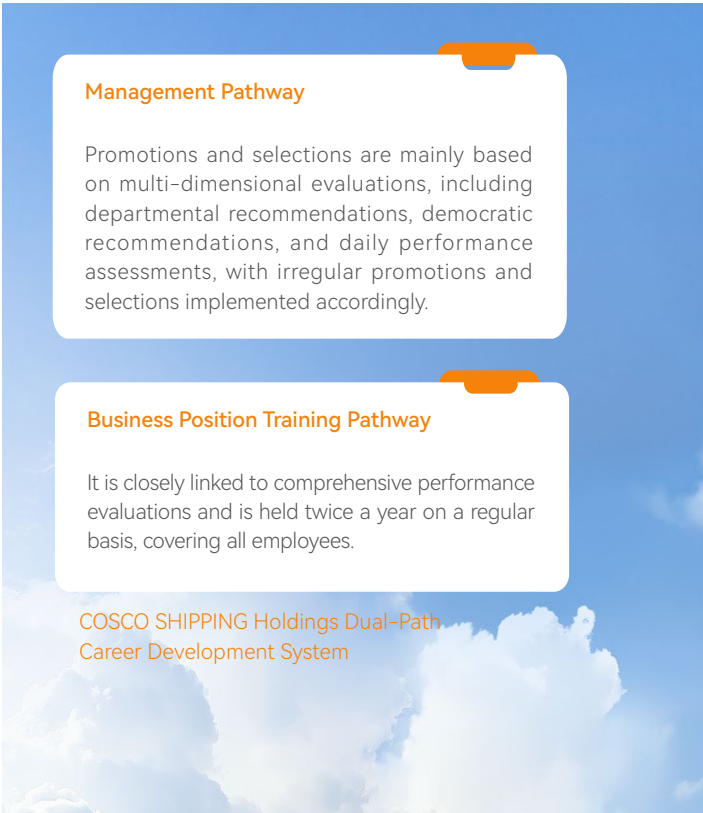 Management Pathway
Promotions and selections are mainly based
on multi-dimensional evaluations, including
departmental recommendations, democratic
recommendations, and daily performance
assessments, with irregular promotions and
selections implemented accordingly.
Business Position Training Pathway
It is closely linked to comprehensive performance
evaluations and is held twice a year on a regular
basis, covering all employees.
COSCO SHIPPING Holdings Dual-Path
Career Development System